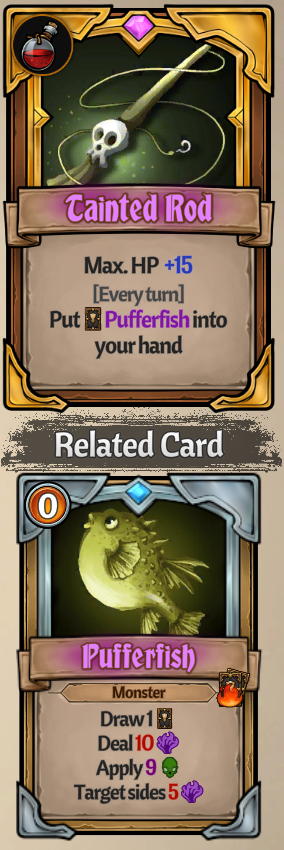 Tainted Rod
Max. HP +15
[Every turn]
Put Pufferfish into
your hand
Related Card
0
Pufferfish
Monster
Draw 1
Deal 10
Apply 9
Target sides 5